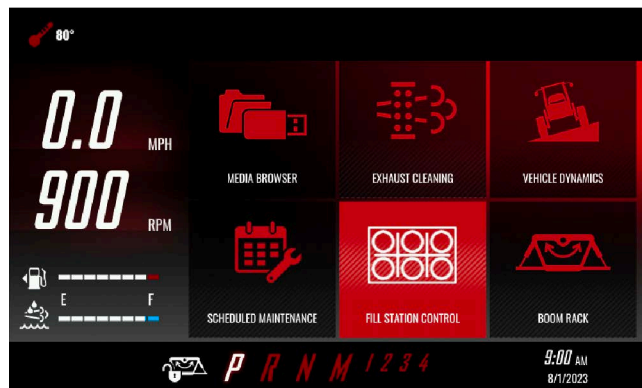 80°
0.0 MPH
900 RPM
E F
MEDIA BROWSER
EXHAUST CLEANING
VEHICLE DYNAMICS
SCHEDULED MAINTENANCE
FILL STATION CONTROL
BOOM RACK
P R N M 1 2 3 4
9:00 AM
8/1/2023